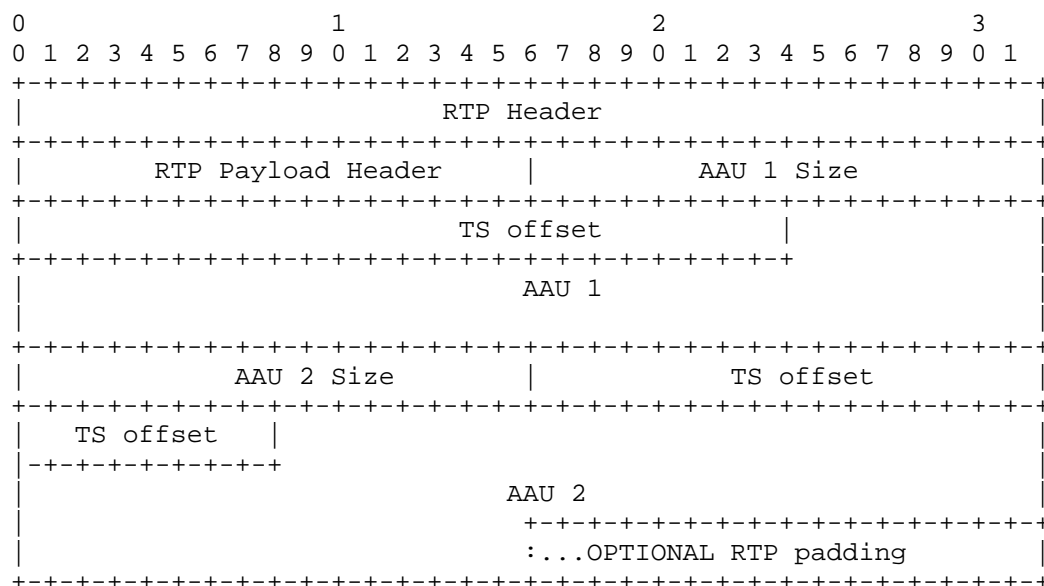 0                   1                   2                   3
0 1 2 3 4 5 6 7 8 9 0 1 2 3 4 5 6 7 8 9 0 1 2 3 4 5 6 7 8 9 0 1
+-+-+-+-+-+-+-+-+-+-+-+-+-+-+-+-+-+-+-+-+-+-+-+-+-+-+-+-+-+-+-+-+
|                          RTP Header                           |
+-+-+-+-+-+-+-+-+-+-+-+-+-+-+-+-+-+-+-+-+-+-+-+-+-+-+-+-+-+-+-+-+
|        RTP Payload Header     |          AAU 1 Size           |
+-+-+-+-+-+-+-+-+-+-+-+-+-+-+-+-+-+-+-+-+-+-+-+-+-+-+-+-+-+-+-+-+
|                           TS offset           |               |
+-+-+-+-+-+-+-+-+-+-+-+-+-+-+-+-+-+-+-+-+-+-+-+-+               |
|                               AAU 1                           |
|                                                               |
+-+-+-+-+-+-+-+-+-+-+-+-+-+-+-+-+-+-+-+-+-+-+-+-+-+-+-+-+-+-+-+-+
|             AAU 2 Size        |            TS offset          |
+-+-+-+-+-+-+-+-+-+-+-+-+-+-+-+-+-+-+-+-+-+-+-+-+-+-+-+-+-+-+-+-+
|   TS offset   |                                               |
|-+-+-+-+-+-+-+-+                                               |
|                              AAU 2                            |
|                               +-+-+-+-+-+-+-+-+-+-+-+-+-+-+-+-+
|                               :...OPTIONAL RTP padding        |
+-+-+-+-+-+-+-+-+-+-+-+-+-+-+-+-+-+-+-+-+-+-+-+-+-+-+-+-+-+-+-+-+